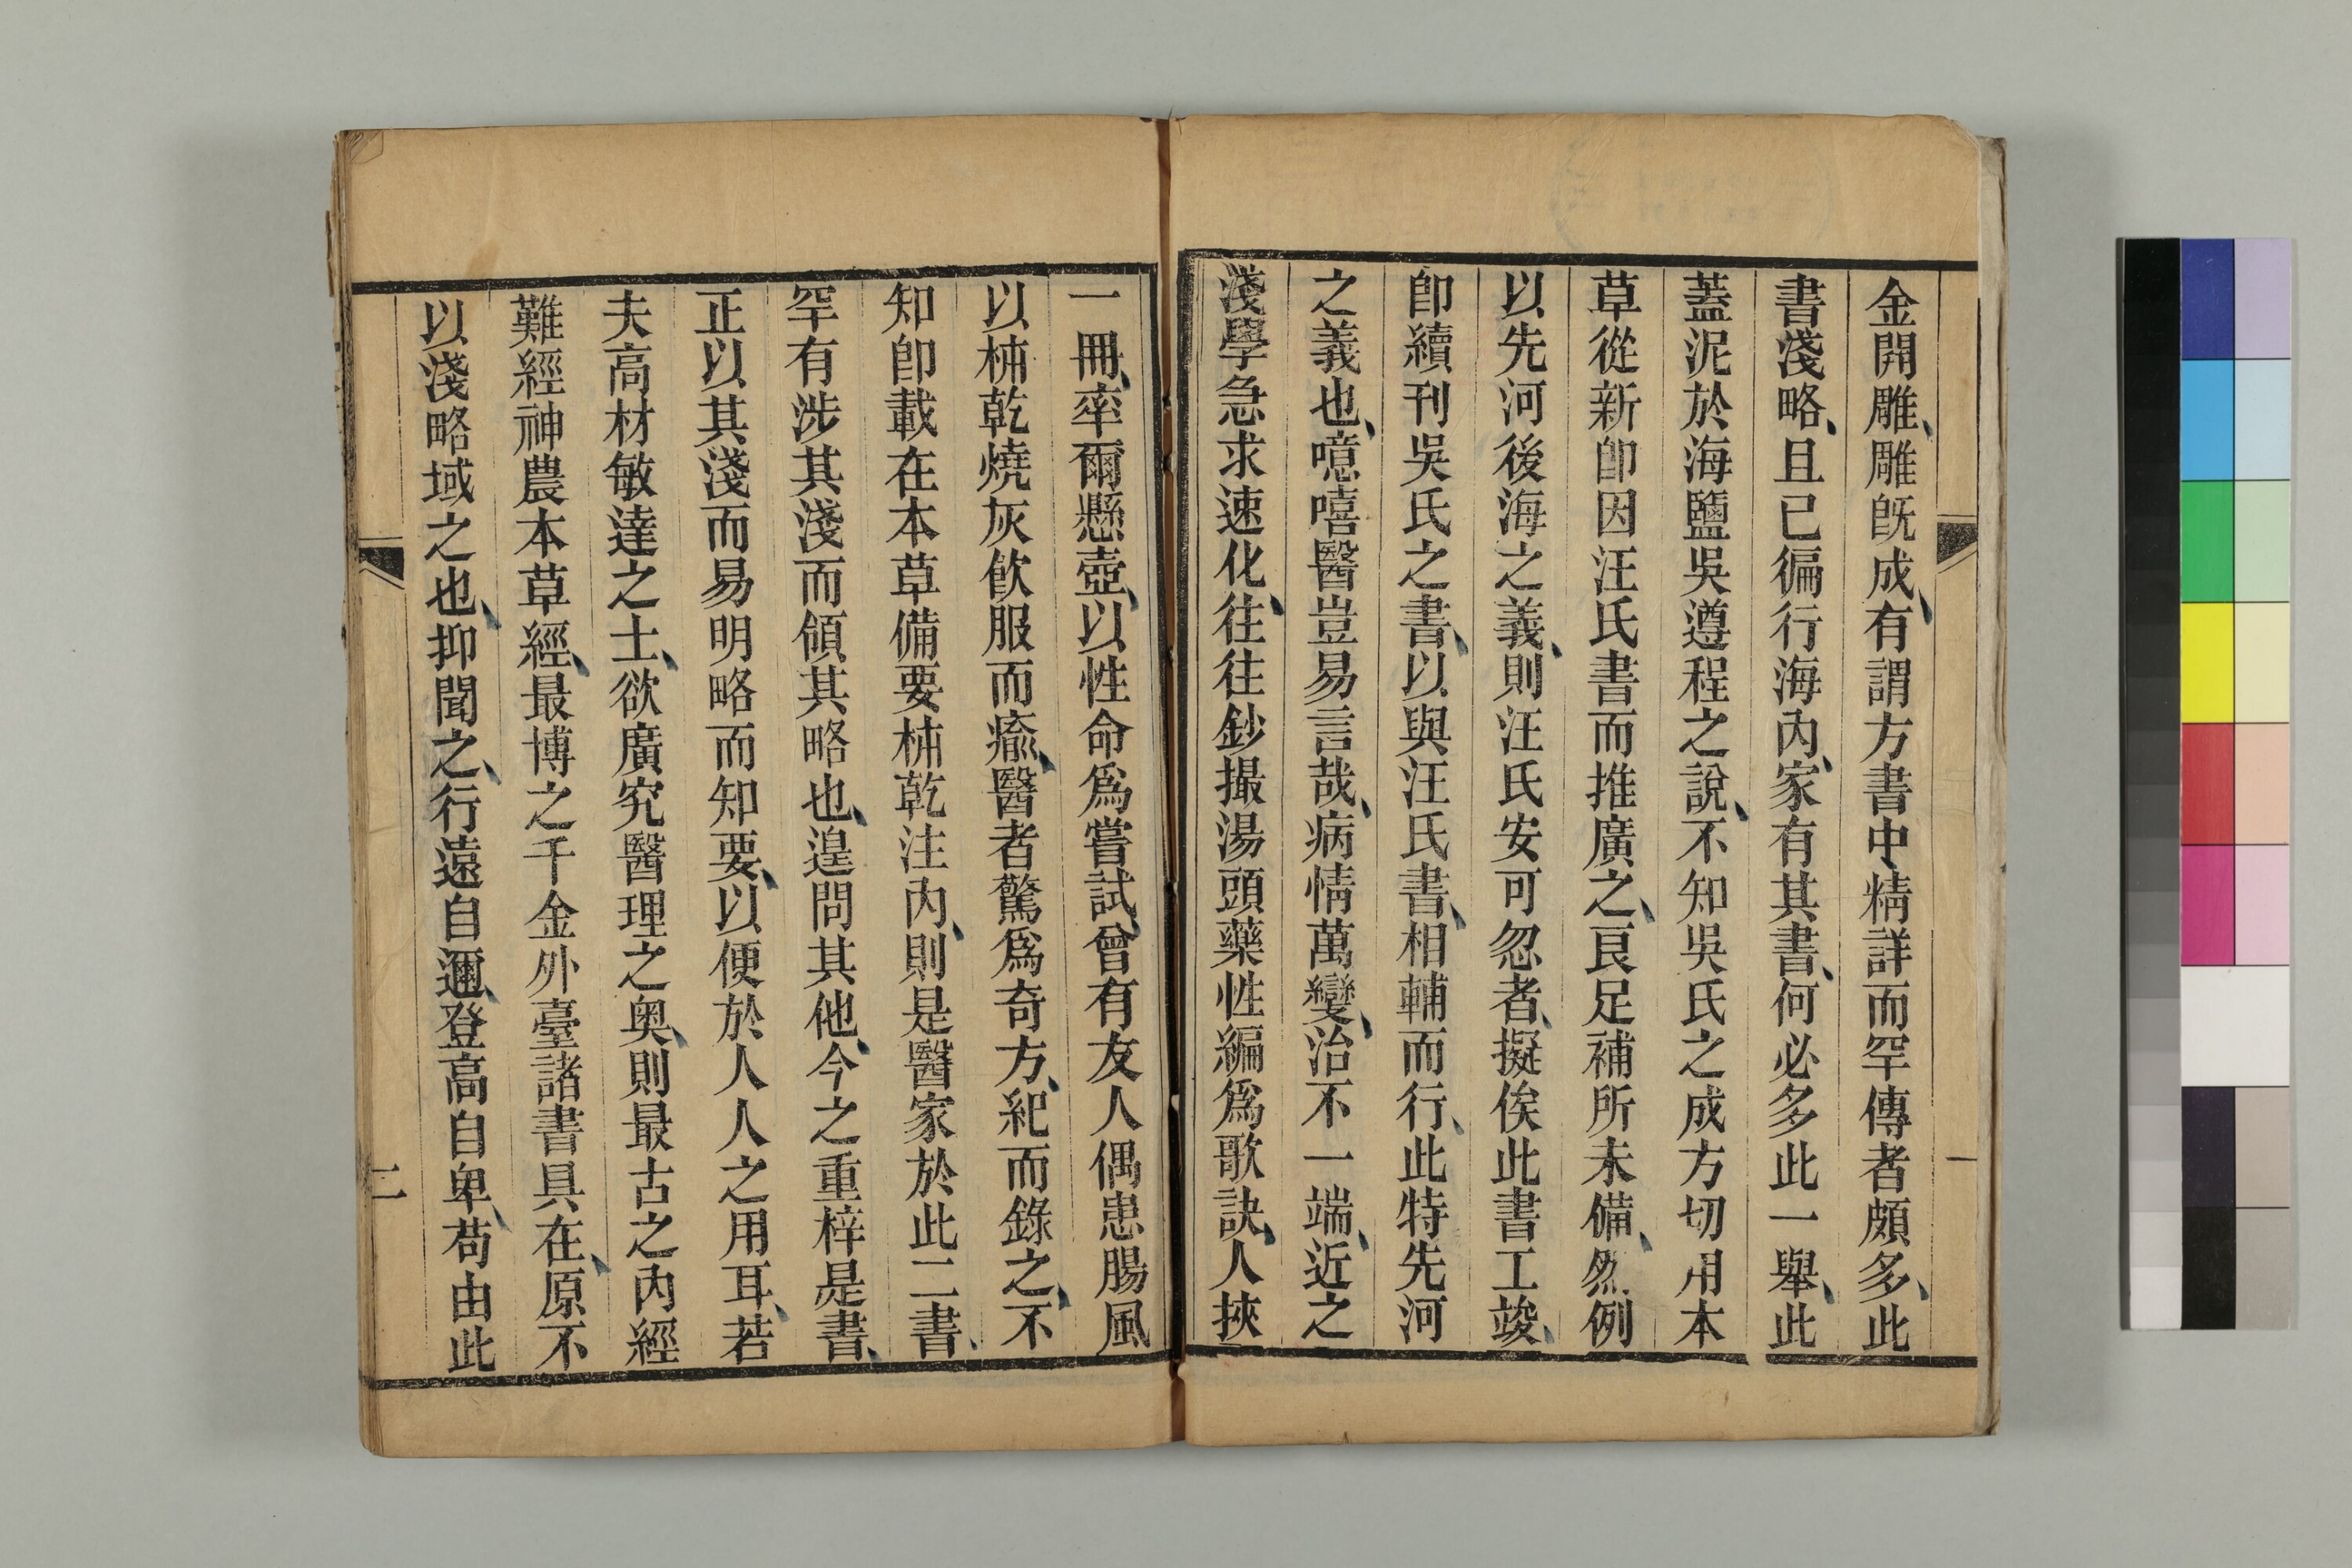 金開雕、雕旣成、有謂方書中、精詳而罕傳者頗多、此
書淺略、且已徧行海內、家有其書、何必多此一舉、此
蓋泥於海鹽吳遵程之說、不知吳氏之成方切用本
草從新卽因汪氏書而推廣之、良足補所未備、然例
以先河後海之義、則汪氏安可忽者、擬俟此書工竣、
卽續刊吳氏之書、以與汪氏書、相輔而行、此特先河
之義也、噫嘻醫豈易言哉、病情萬變、治不一端、近之
淺學急求速化、往往鈔撮湯頭藥性編爲歌訣、人挾
一冊、率爾懸壺、以性命爲嘗試、曾有友人偶患腸風
以柿乾燒灰飮服而瘉、醫者驚爲奇方、紀而錄之、不
知卽載在本草備要柿乾注內、則是醫家於此二書、
罕有涉其淺而領其略也、遑問其他、今之重梓是書、
正以其淺而易明略而知要、以便於人人之用耳、若
夫高材敏達之士、欲廣究醫理之奥、則最古之內經
難經神農本草經、最博之千金外臺諸書具在、原不
以淺略域之也、抑聞之、行遠自邇、登高自卑、苟由此
一
二